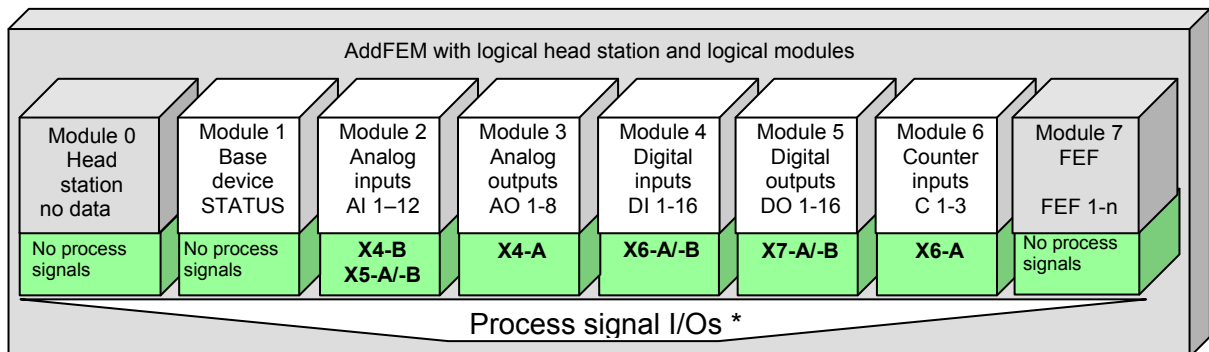 AddFEM with logical head station and logical modules
Module 0
Head
station
no data
No process
signals
Module 1
Base
device
STATUS
No process
signals
Module 2
Analog
inputs
AI 1–12
X4-B
X5-A/-B
Module 3
Analog
outputs
AO 1-8
X4-A
Module 4
Digital
inputs
DI 1-16
X6-A/-B
Module 5
Digital
outputs
DO 1-16
X7-A/-B
Module 6
Counter
inputs
C 1-3
X6-A
Module 7
FEF
FEF 1-n
No process
signals
Process signal I/Os *